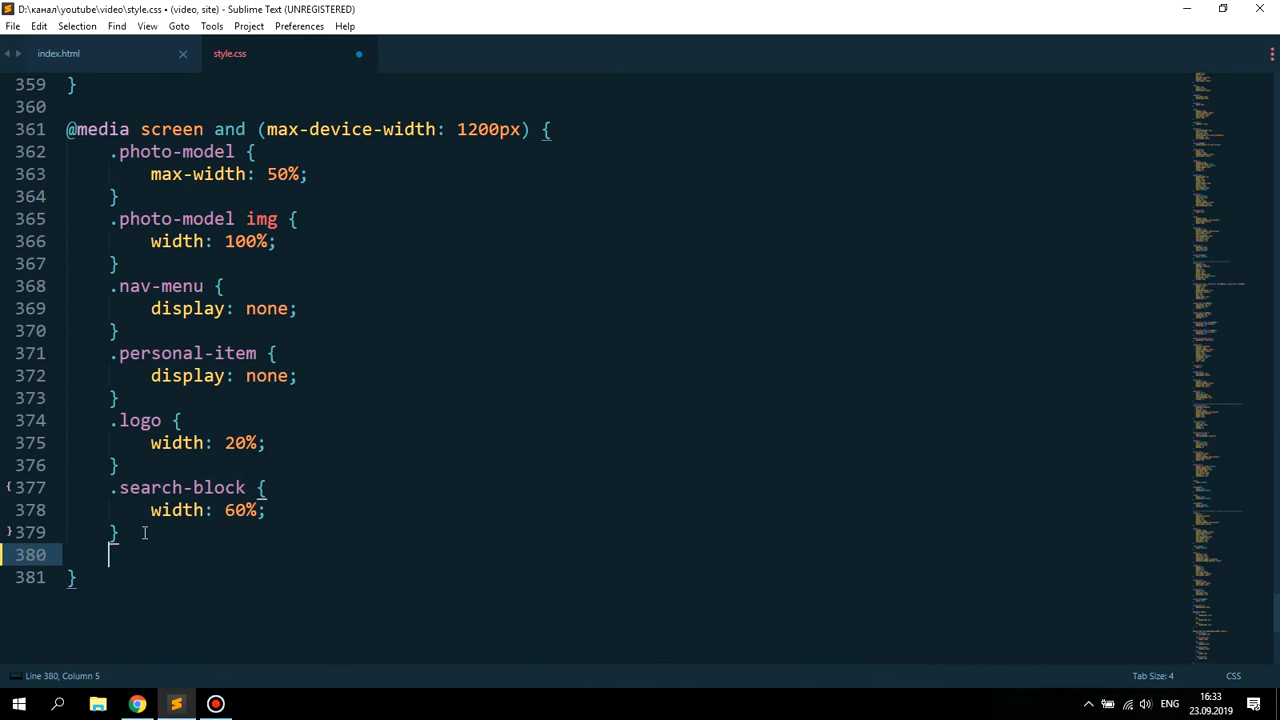 D:\канал\youtube\video\style.css • (video, site) - Sublime Text (UNREGISTERED)
File Edit Selection Find View Goto Tools Project Preferences Help
index.html style.css
359 }
360
361 @media screen and (max-device-width: 1200px) {
362 .photo-model {
363 max-width: 50%;
364 }
365 .photo-model img {
366 width: 100%;
367 }
368 .nav-menu {
369 display: none;
370 }
371 .personal-item {
372 display: none;
373 }
374 .logo {
375 width: 20%;
376 }
377 .search-block {
378 width: 60%;
379 }
380
381 }
Line 380, Column 5 Tab Size: 4 CSS
ENG 16:33
23.09.2019